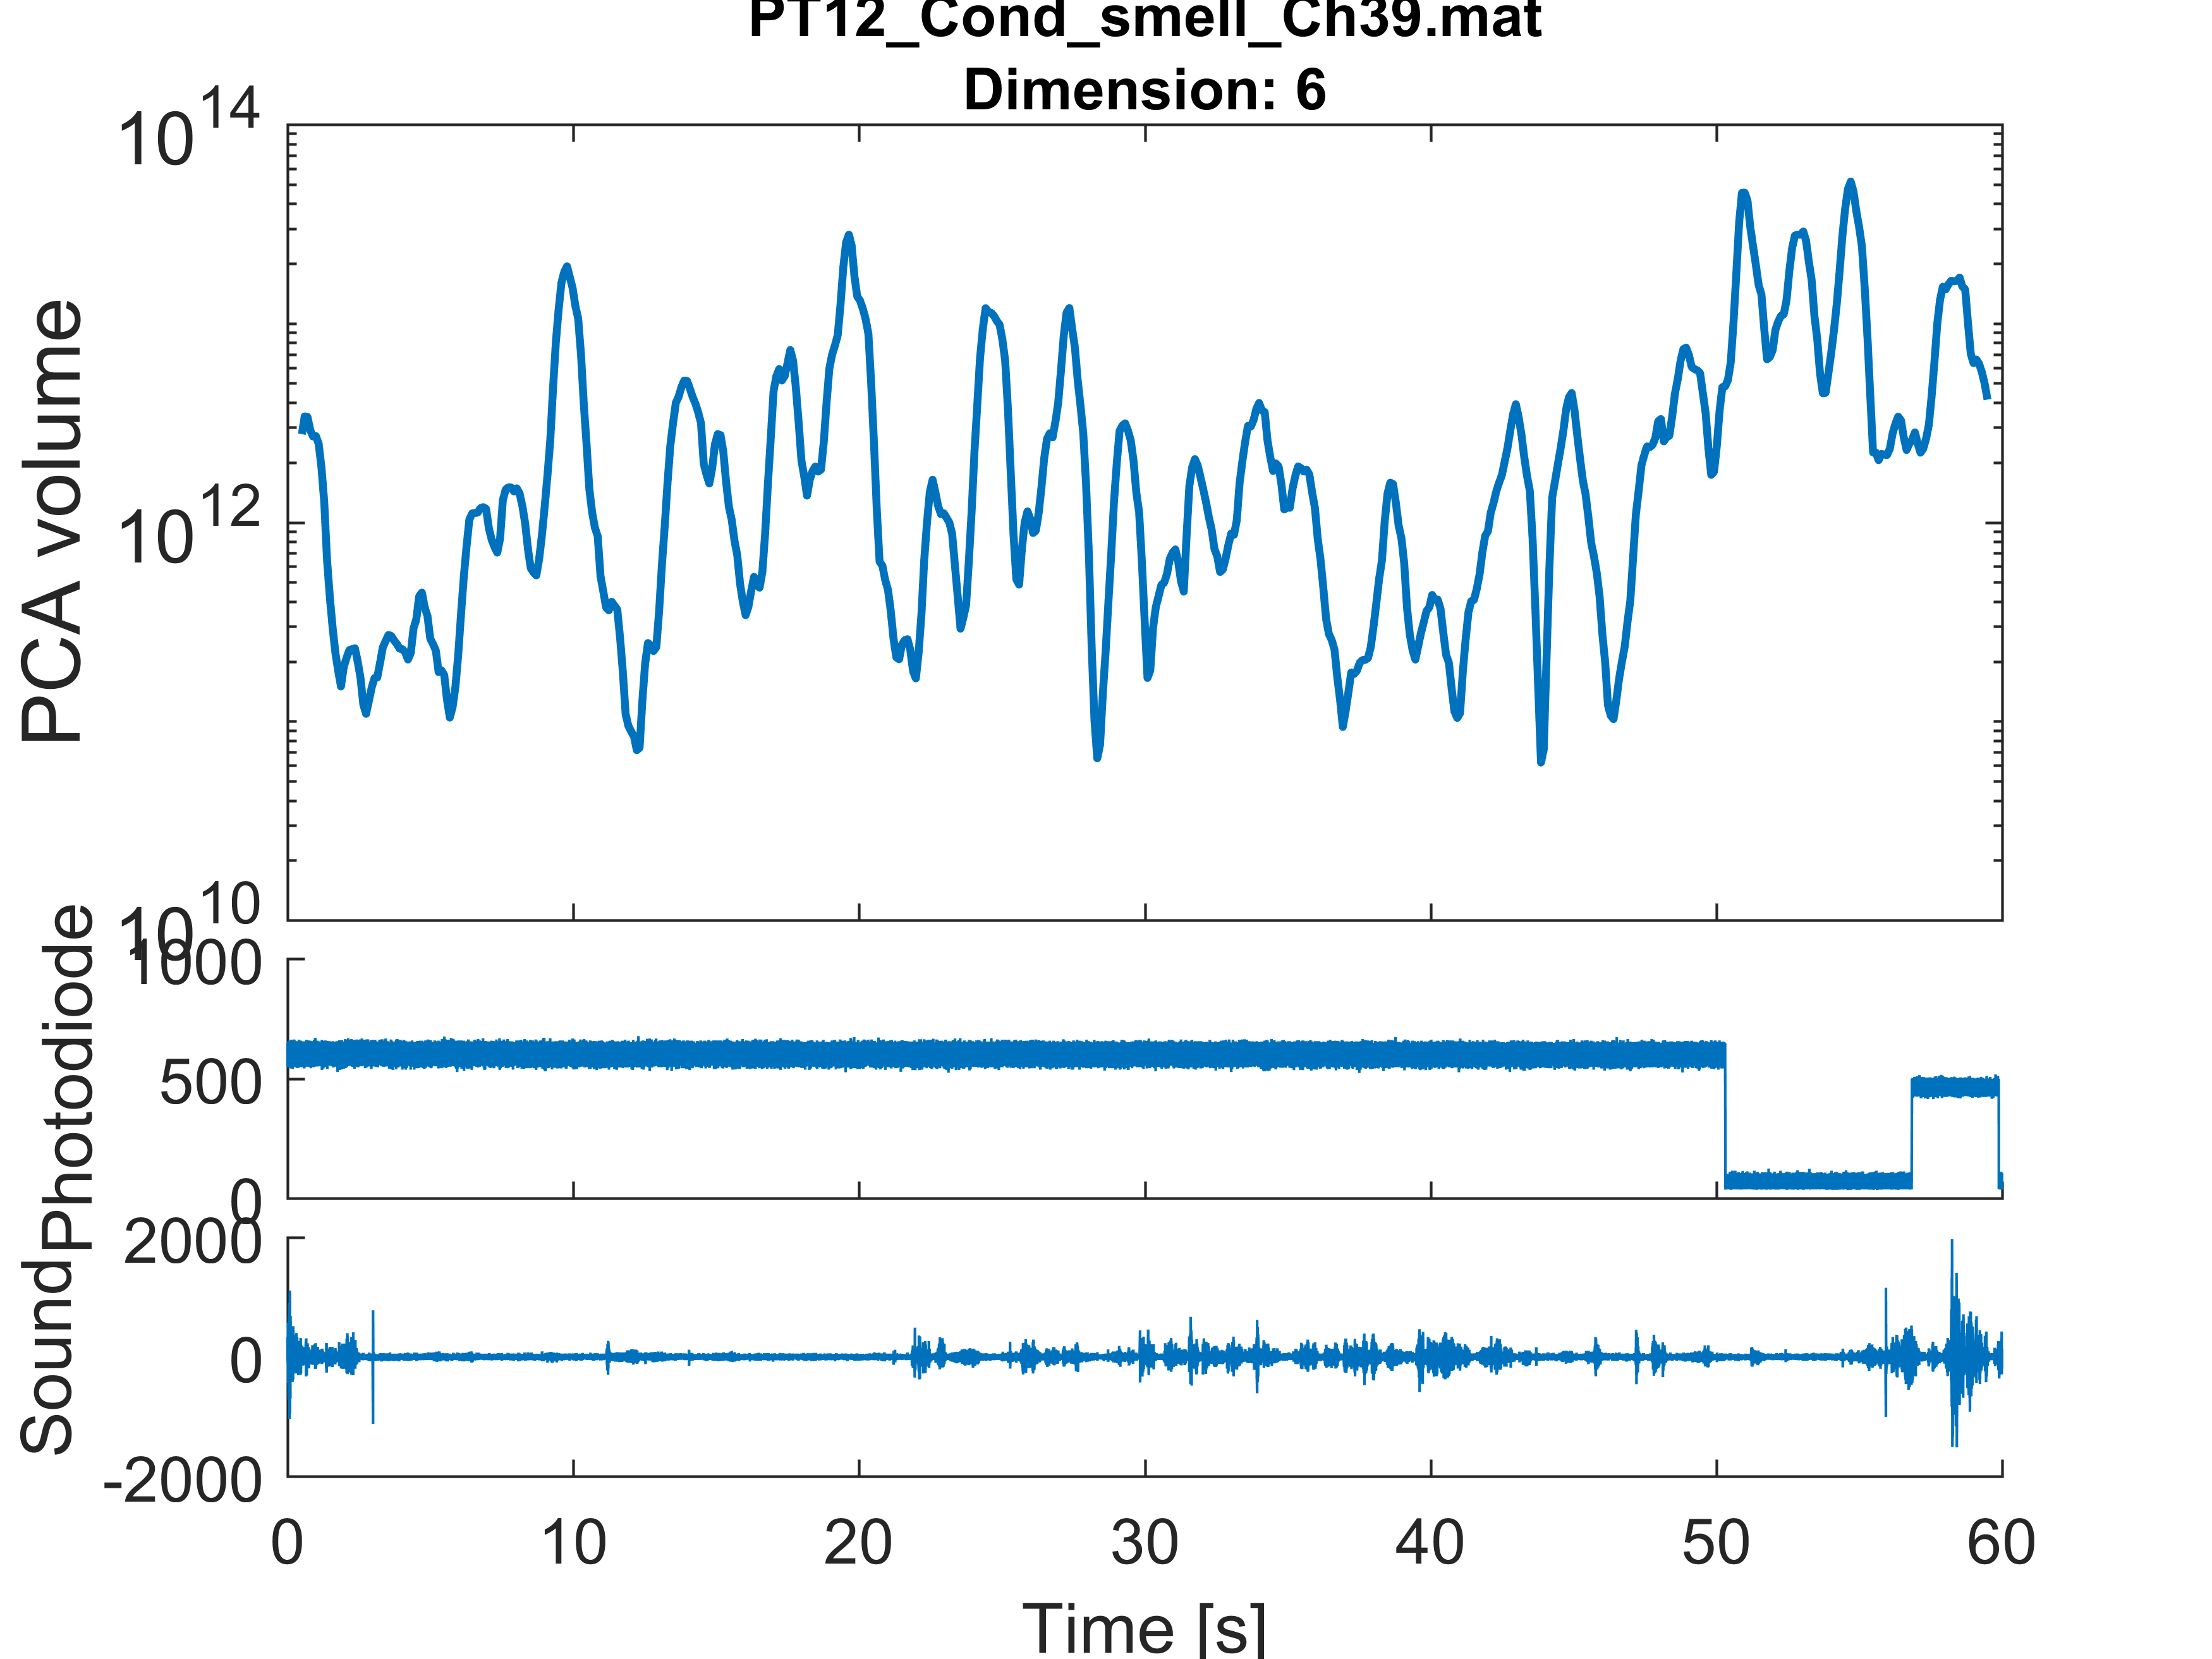 PT12_Cond_smell_Ch39.mat
Dimension: 6
10^14
10^12
10^10
PCA volume
1000
500
0
Photodiode
2000
0
-2000
Sound
0 10 20 30 40 50 60
Time [s]